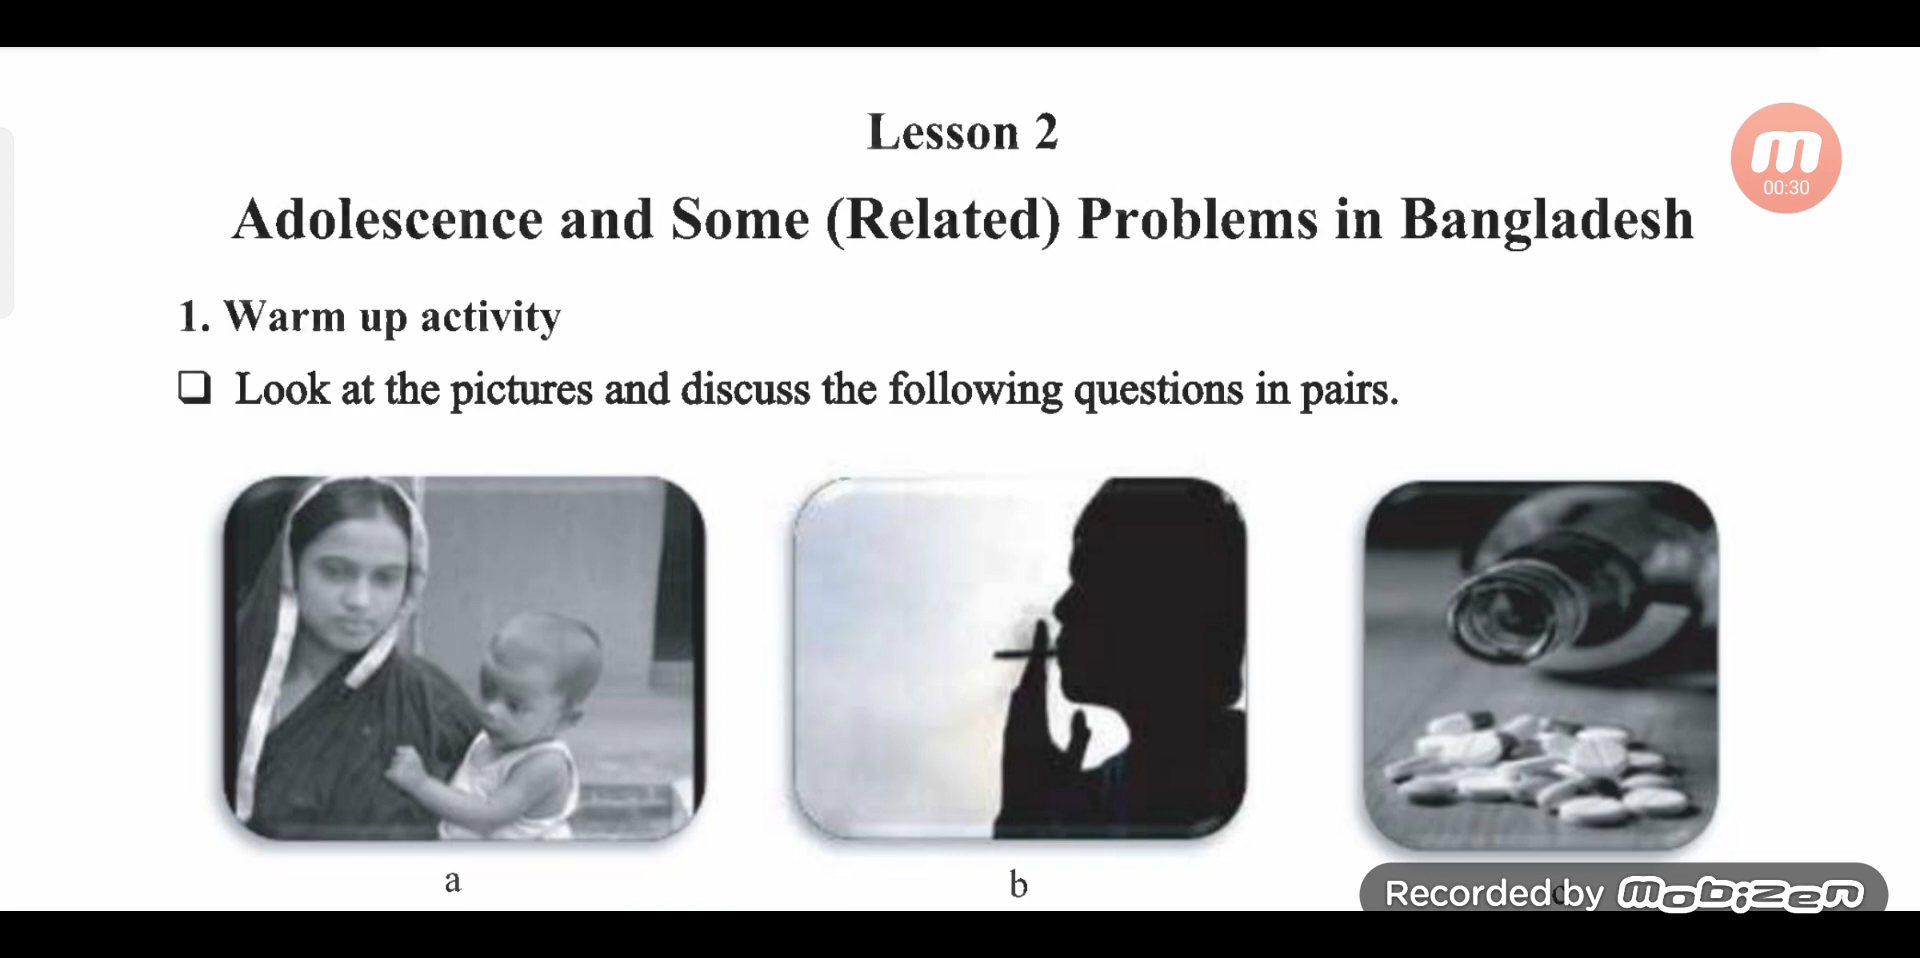 Lesson 2
00:30
Adolescence and Some (Related) Problems in Bangladesh
1. Warm up activity
❑ Look at the pictures and discuss the following questions in pairs.
a
b
Recorded by mobizen